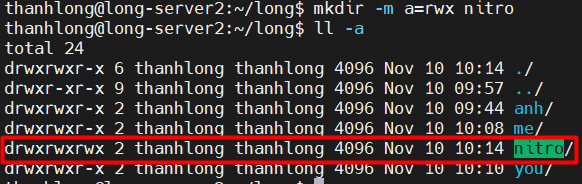 thanhlong@long-server2:~/long$ mkdir -m a=rwx nitro
thanhlong@long-server2:~/long$ ll -a
total 24
drwxrwxr-x 6 thanhlong thanhlong 4096 Nov 10 10:14 ./
drwxr-xr-x 9 thanhlong thanhlong 4096 Nov 10 09:57 ../
drwxrwxr-x 2 thanhlong thanhlong 4096 Nov 10 09:44 anh/
drwxrwxr-x 2 thanhlong thanhlong 4096 Nov 10 10:08 me/
drwxrwxrwx 2 thanhlong thanhlong 4096 Nov 10 10:14 nitro/
drwxrwxr-x 2 thanhlong thanhlong 4096 Nov 10 10:10 you/